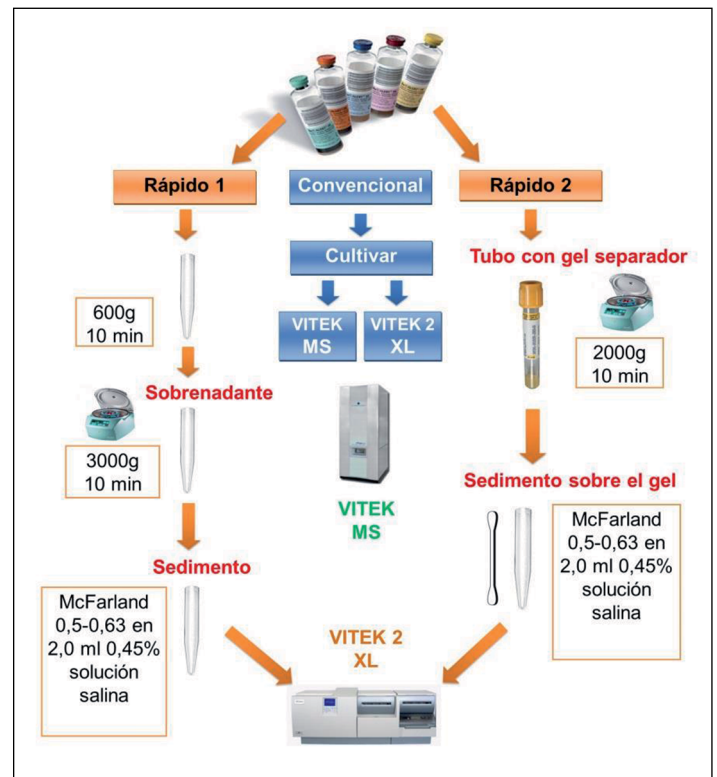 Rápido 1
Convencional
Rápido 2
Cultivar
Tubo con gel separador
600g
10 min
VITEK
MS
VITEK 2
XL
2000g
10 min
Sobrenadante
3000g
10 min
Sedimento sobre el gel
VITEK
MS
McFarland
0,5-0,63 en
2,0 ml 0,45%
solución
salina
Sedimento
McFarland
0,5-0,63 en
2,0 ml 0,45%
solución
salina
VITEK 2
XL